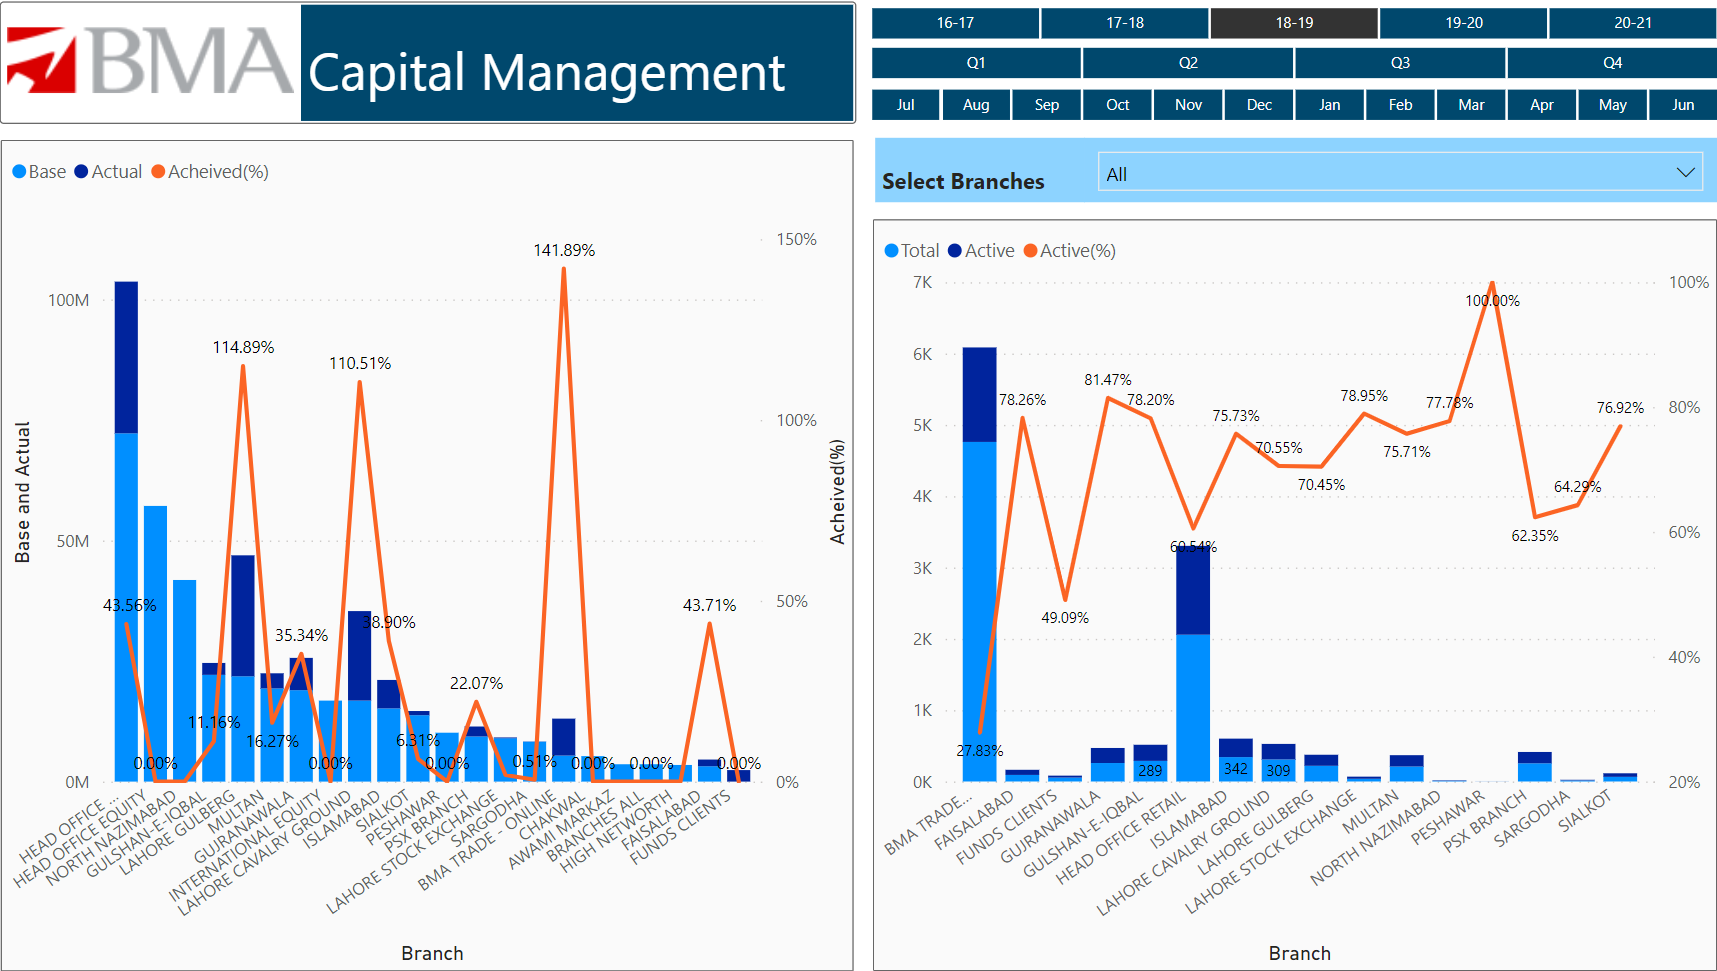 BMA
Capital Management
16-17 17-18 18-19 19-20 20-21
Q1 Q2 Q3 Q4
Jul Aug Sep Oct Nov Dec Jan Feb Mar Apr May Jun
Select Branches All
Base Actual Acheived(%)
Base and Actual
100M
50M
0M
150%
100%
50%
0%
Acheived(%)
43.56%
0.00%
11.16%
114.89%
16.27%
35.34%
0.00%
110.51%
38.90%
6.31%
0.00%
22.07%
0.51%
141.89%
0.00%
0.00%
43.71%
0.00%
HEAD OFFICE ...
HEAD OFFICE EQUITY
NORTH NAZIMABAD
GULSHAN-E-IQBAL
LAHORE GULBERG
MULTAN
GUJRANAWALA
INTERNATIONAL EQUITY
LAHORE CAVALRY GROUND
ISLAMABAD
SIALKOT
PESHAWAR
PSX BRANCH
LAHORE STOCK EXCHANGE
SARGODHA
BMA TRADE - ONLINE
CHAKWAL
AWAMI MARKAZ
BRANCHES ALL
HIGH NETWORTH
FAISALABAD
FUNDS CLIENTS
Branch
Total Active Active(%)
7K
6K
5K
4K
3K
2K
1K
0K
100%
80%
60%
40%
20%
27.83%
78.26%
49.09%
81.47%
78.20%
60.54%
75.73%
70.55%
70.45%
78.95%
75.71%
77.78%
100.00%
62.35%
64.29%
76.92%
289
342
309
BMA TRADE...
FAISALABAD
FUNDS CLIENTS
GUJRANAWALA
GULSHAN-E-IQBAL
HEAD OFFICE RETAIL
ISLAMABAD
LAHORE CAVALRY GROUND
LAHORE GULBERG
LAHORE STOCK EXCHANGE
MULTAN
NORTH NAZIMABAD
PESHAWAR
PSX BRANCH
SARGODHA
SIALKOT
Branch